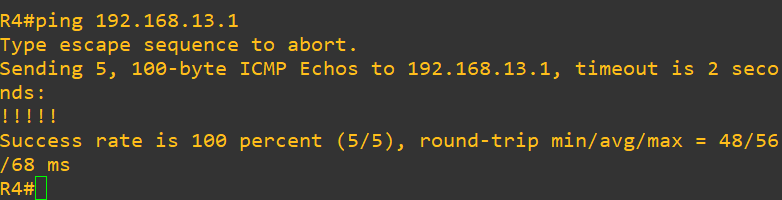 R4#ping 192.168.13.1
Type escape sequence to abort.
Sending 5, 100-byte ICMP Echos to 192.168.13.1, timeout is 2 seco
nds:
!!!!!
Success rate is 100 percent (5/5), round-trip min/avg/max = 48/56
/68 ms
R4#